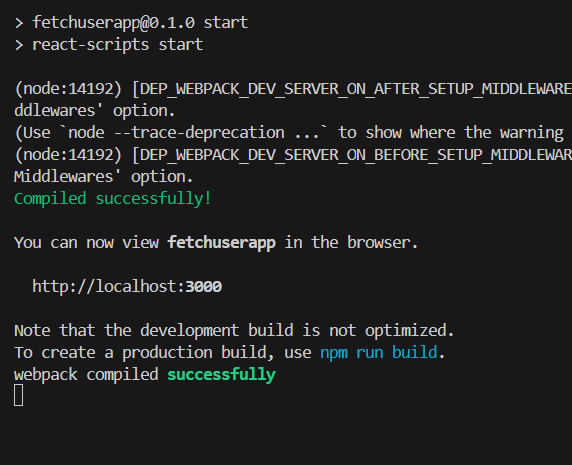 > fetchuserapp@0.1.0 start
> react-scripts start
(node:14192) [DEP_WEBPACK_DEV_SERVER_ON_AFTER_SETUP_MIDDLEWARE
ddlewares' option.
(Use `node --trace-deprecation ...` to show where the warning
(node:14192) [DEP_WEBPACK_DEV_SERVER_ON_BEFORE_SETUP_MIDDLEWAR
Middlewares' option.
Compiled successfully!
You can now view fetchuserapp in the browser.
http://localhost:3000
Note that the development build is not optimized.
To create a production build, use npm run build.
webpack compiled successfully